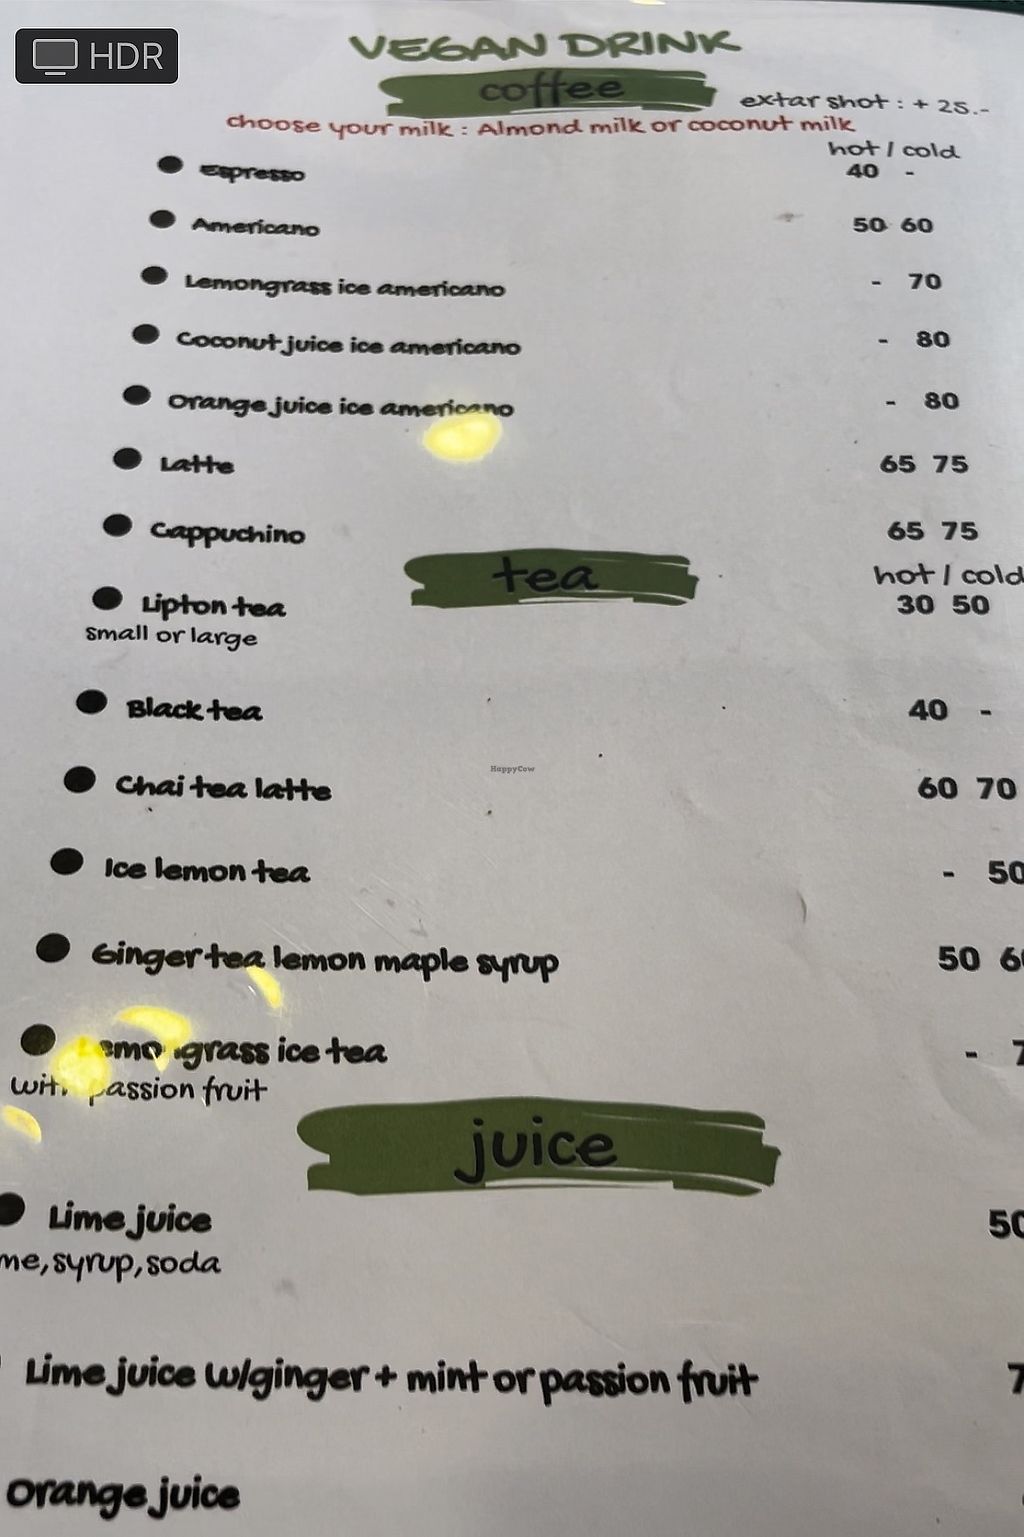 HDR
VEGAN DRINK
coffee
extar shot : + 25.-
choose your milk : Almond milk or coconut milk
hot / cold
Espresso 40 -
Americano 50 60
Lemongrass ice americano - 70
Coconut juice ice americano - 80
Orange juice ice americano - 80
Latte 65 75
Cappuchino 65 75
tea
hot / cold
Lipton tea 30 50
small or large
Black tea 40 -
Chai tea latte 60 70
HappyCow
Ice lemon tea - 50
Ginger tea lemon maple syrup 50
Lemongrass ice tea -
with passion fruit
juice
Lime juice 50
syrup, soda
Lime juice w/ginger + mint or passion fruit
Orange juice